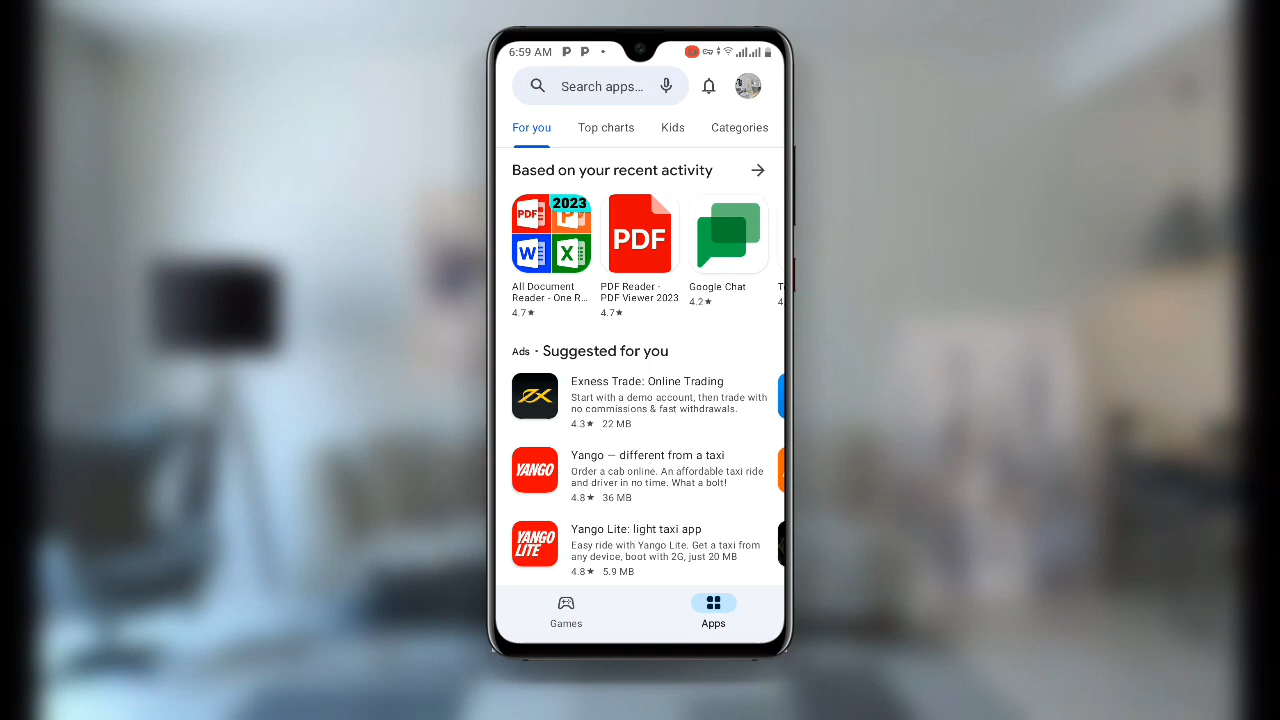 6:59 AM
Search apps...
For you Top charts Kids Categories
Based on your recent activity
2023
PDF
W X
PDF
All Document
Reader - One R...
4.7★
PDF Reader -
PDF Viewer 2023
4.7★
Google Chat
4.2★
Ads · Suggested for you
Exness Trade: Online Trading
Start with a demo account, then trade with
no commissions & fast withdrawals.
4.3★ 22 MB
YANGO
Yango — different from a taxi
Order a cab online. An affordable taxi ride
and driver in no time. What a bolt!
4.8★ 36 MB
YANGO
LITE
Yango Lite: light taxi app
Easy ride with Yango Lite. Get a taxi from
any device, boot with 2G, just 20 MB
4.8★ 5.9 MB
Games Apps